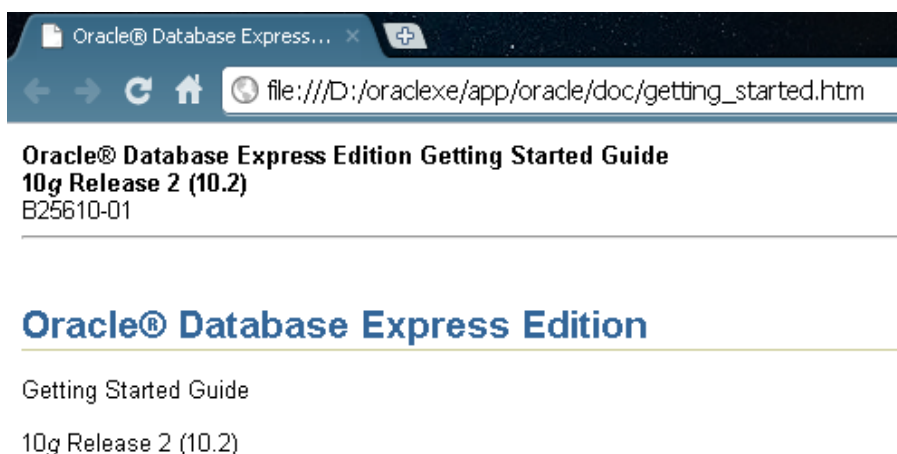 Oracle® Database Express...
file:///D:/oraclexe/app/oracle/doc/getting_started.htm
Oracle® Database Express Edition Getting Started Guide
10g Release 2 (10.2)
B25610-01
Oracle® Database Express Edition
Getting Started Guide
10g Release 2 (10.2)